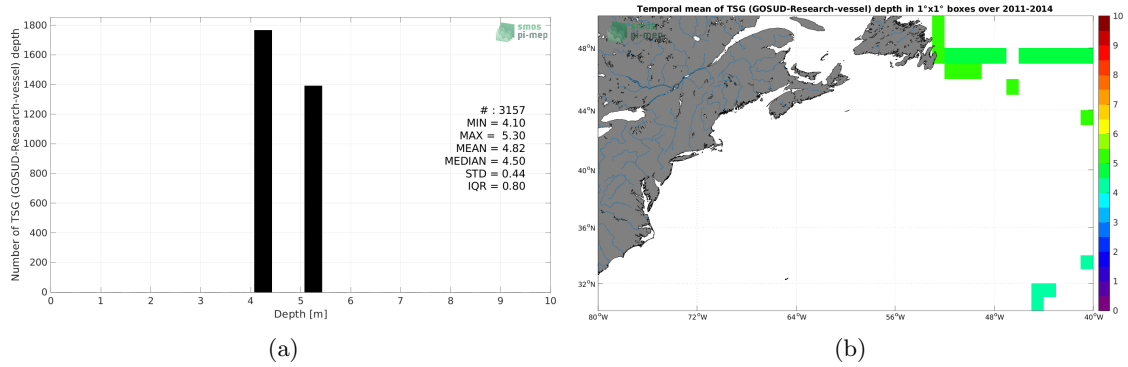 1800
1600
1400
1200
1000
800
600
400
200
0
Number of TSG (GOSUD-Research-vessel) depth
smos
pi-mep
# : 3157
MIN = 4.10
MAX = 5.30
MEAN = 4.82
MEDIAN = 4.50
STD = 0.44
IQR = 0.80
0 1 2 3 4 5 6 7 8 9 10
Depth [m]
(a)
Temporal mean of TSG (GOSUD-Research-vessel) depth in 1°x1° boxes over 2011-2014
smos
pi-mep
48°N
44°N
40°N
36°N
32°N
80°W 72°W 64°W 56°W 48°W 40°W
10
9
8
7
6
5
4
3
2
1
0
(b)